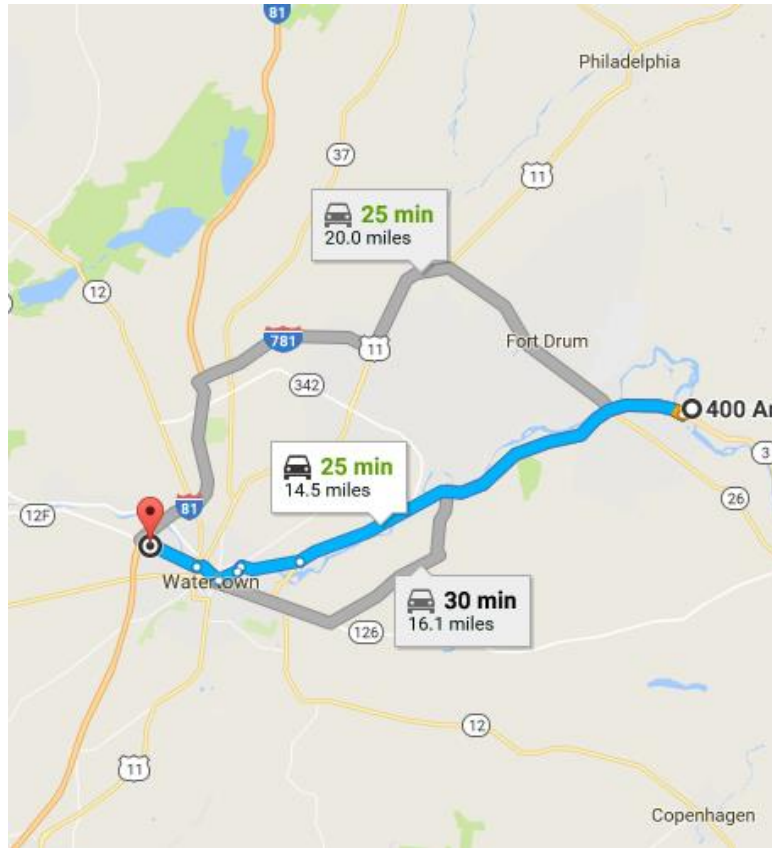 81
Philadelphia
37
11
25 min
20.0 miles
12
781
11
Fort Drum
342
400 Ar
3
25 min
14.5 miles
26
81
12F
Watertown
30 min
16.1 miles
126
12
11
Copenhagen